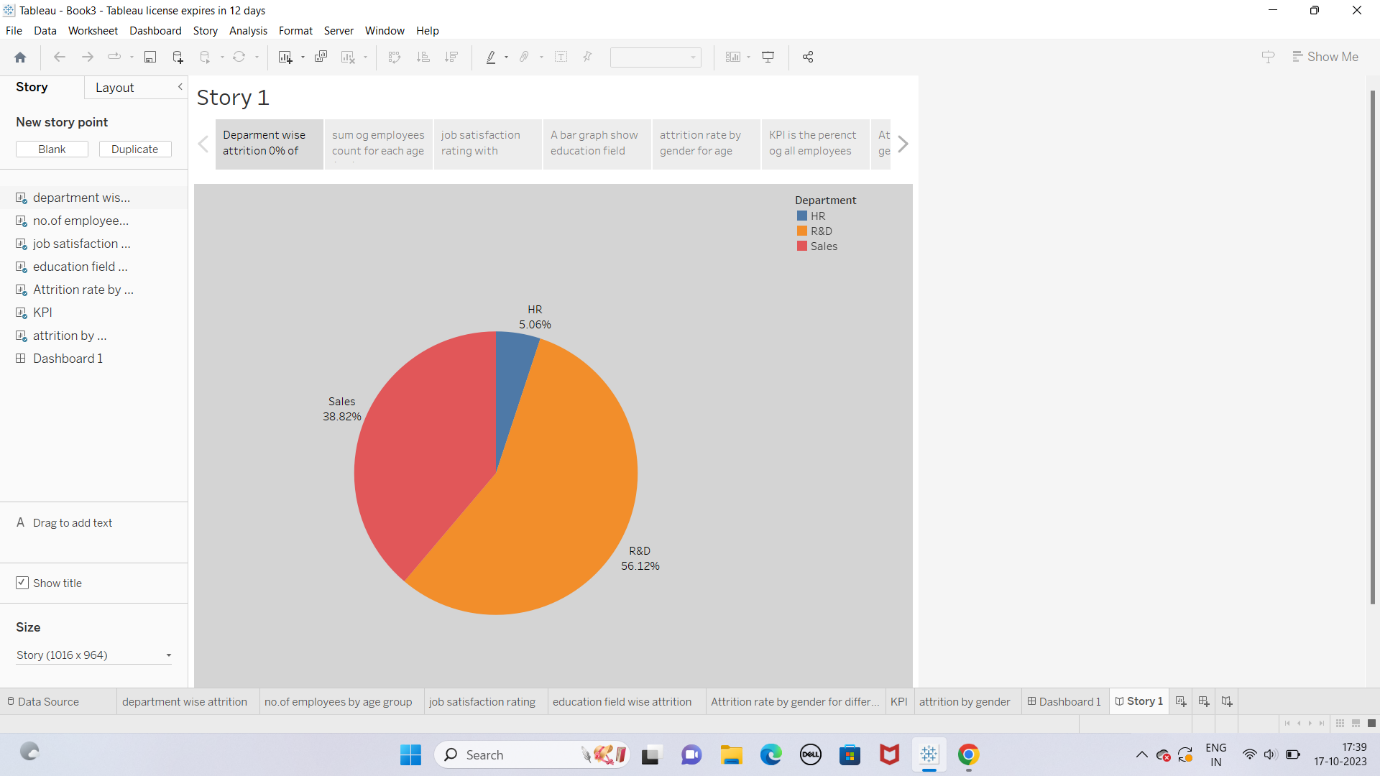 Tableau - Book3 - Tableau license expires in 12 days
File Data Worksheet Dashboard Story Analysis Format Server Window Help
Show Me
Story
Layout
New story point
Blank
Duplicate
department wis...
no.of employee...
job satisfaction ...
education field ...
Attrition rate by ...
KPI
attrition by ...
Dashboard 1
A Drag to add text
Show title
Size
Story (1016 x 964)
Story 1
Deparment wise
attrition 0% of
sum og employees
count for each age
job satisfaction
rating with
A bar graph show
education field
attrition rate by
gender for age
KPI is the perenct
og all employees
At
ge
Department
HR
R&D
Sales
HR
5.06%
Sales
38.82%
R&D
56.12%
Data Source
department wise attrition
no.of employees by age group
job satisfaction rating
education field wise attrition
Attrition rate by gender for differ...
KPI
attrition by gender
Dashboard 1
Story 1
Search
DELL
ENG
IN
17:39
17-10-2023